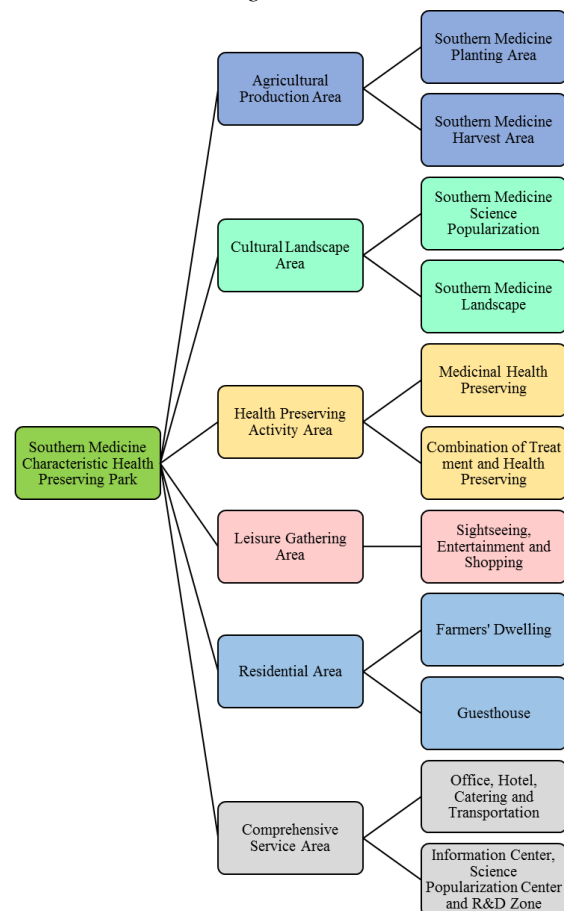 Southern Medicine
Planting Area
Agricultural
Production Area
Southern Medicine
Harvest Area
Southern Medicine
Science
Popularization
Cultural Landscape
Area
Southern Medicine
Landscape
Medicinal Health
Preserving
Health Preserving
Activity Area
Southern Medicine
Characteristic Health
Preserving Park
Combination of Treat
ment and Health
Preserving
Leisure Gathering
Area
Sightseeing,
Entertainment and
Shopping
Farmers' Dwelling
Residential Area
Guesthouse
Office, Hotel,
Catering and
Transportation
Comprehensive
Service Area
Information Center,
Science
Popularization Center
and R&D Zone